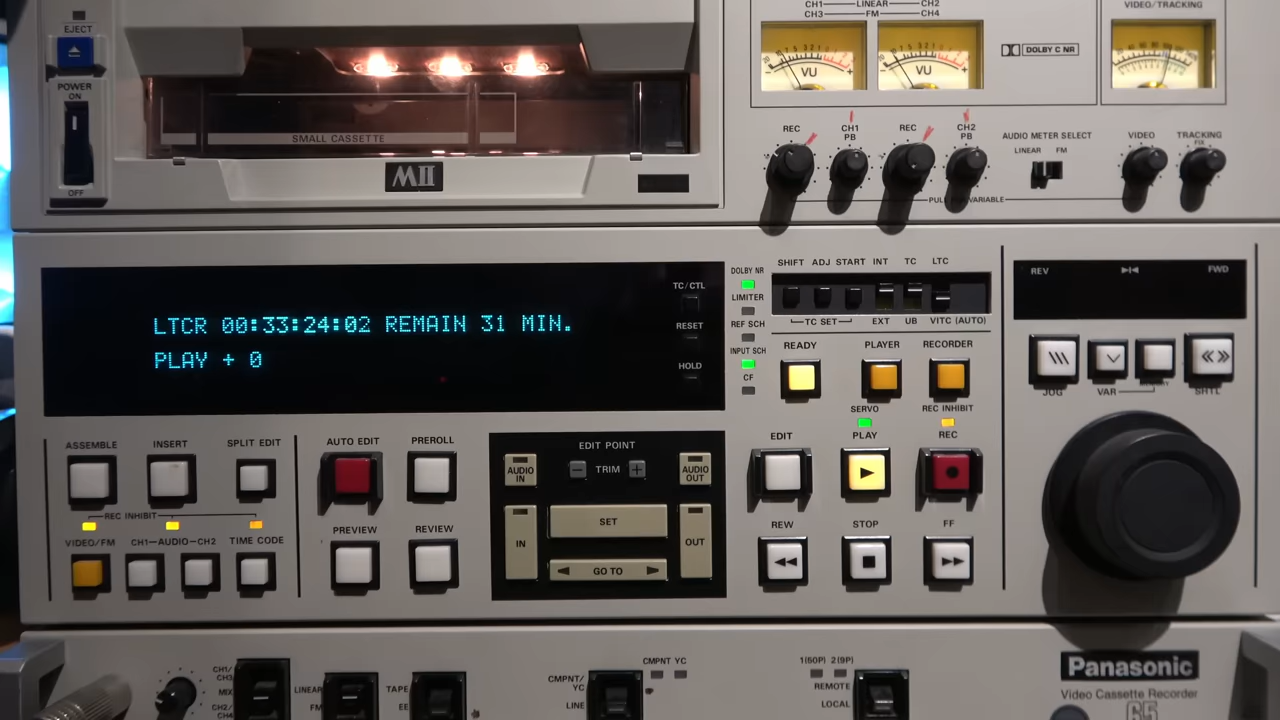 EJECT
POWER
ON
OFF
SMALL CASSETTE
MII
CH1 LINEAR CH2
CH3 FM CH4
VU
VU
DOLBY C NR
VIDEO/TRACKING
REC
CH1
PB
REC
CH2
PB
AUDIO METER SELECT
LINEAR FM
VIDEO
TRACKING
FIX
VARIABLE
LTCR 00:33:24:02 REMAIN 31 MIN.
PLAY + 0
TC/CTL
RESET
HOLD
DOLBY NR
LIMITER
REF SCH
INPUT SCH
CF
SHIFT ADJ START INT TC LTC
TC SET EXT UB VITC (AUTO)
READY PLAYER RECORDER
SERVO REC INHIBIT
EDIT PLAY REC
REW STOP FF
REV FWD
JOG VAR SHTL
ASSEMBLE INSERT SPLIT EDIT
REC INHIBIT
VIDEO/FM CH1—AUDIO—CH2 TIME CODE
AUTO EDIT PREROLL
PREVIEW REVIEW
EDIT POINT
AUDIO IN
- TRIM +
AUDIO OUT
IN
SET
OUT
GO TO
CH1/
CH3
MIX
CH2/
CH4
LINEAR
FM
TAPE
EE
CMPNT/
YC
LINE
CMPNT YC
1(50P) 2(9P)
REMOTE
LOCAL
Panasonic
Video Cassette Recorder
65